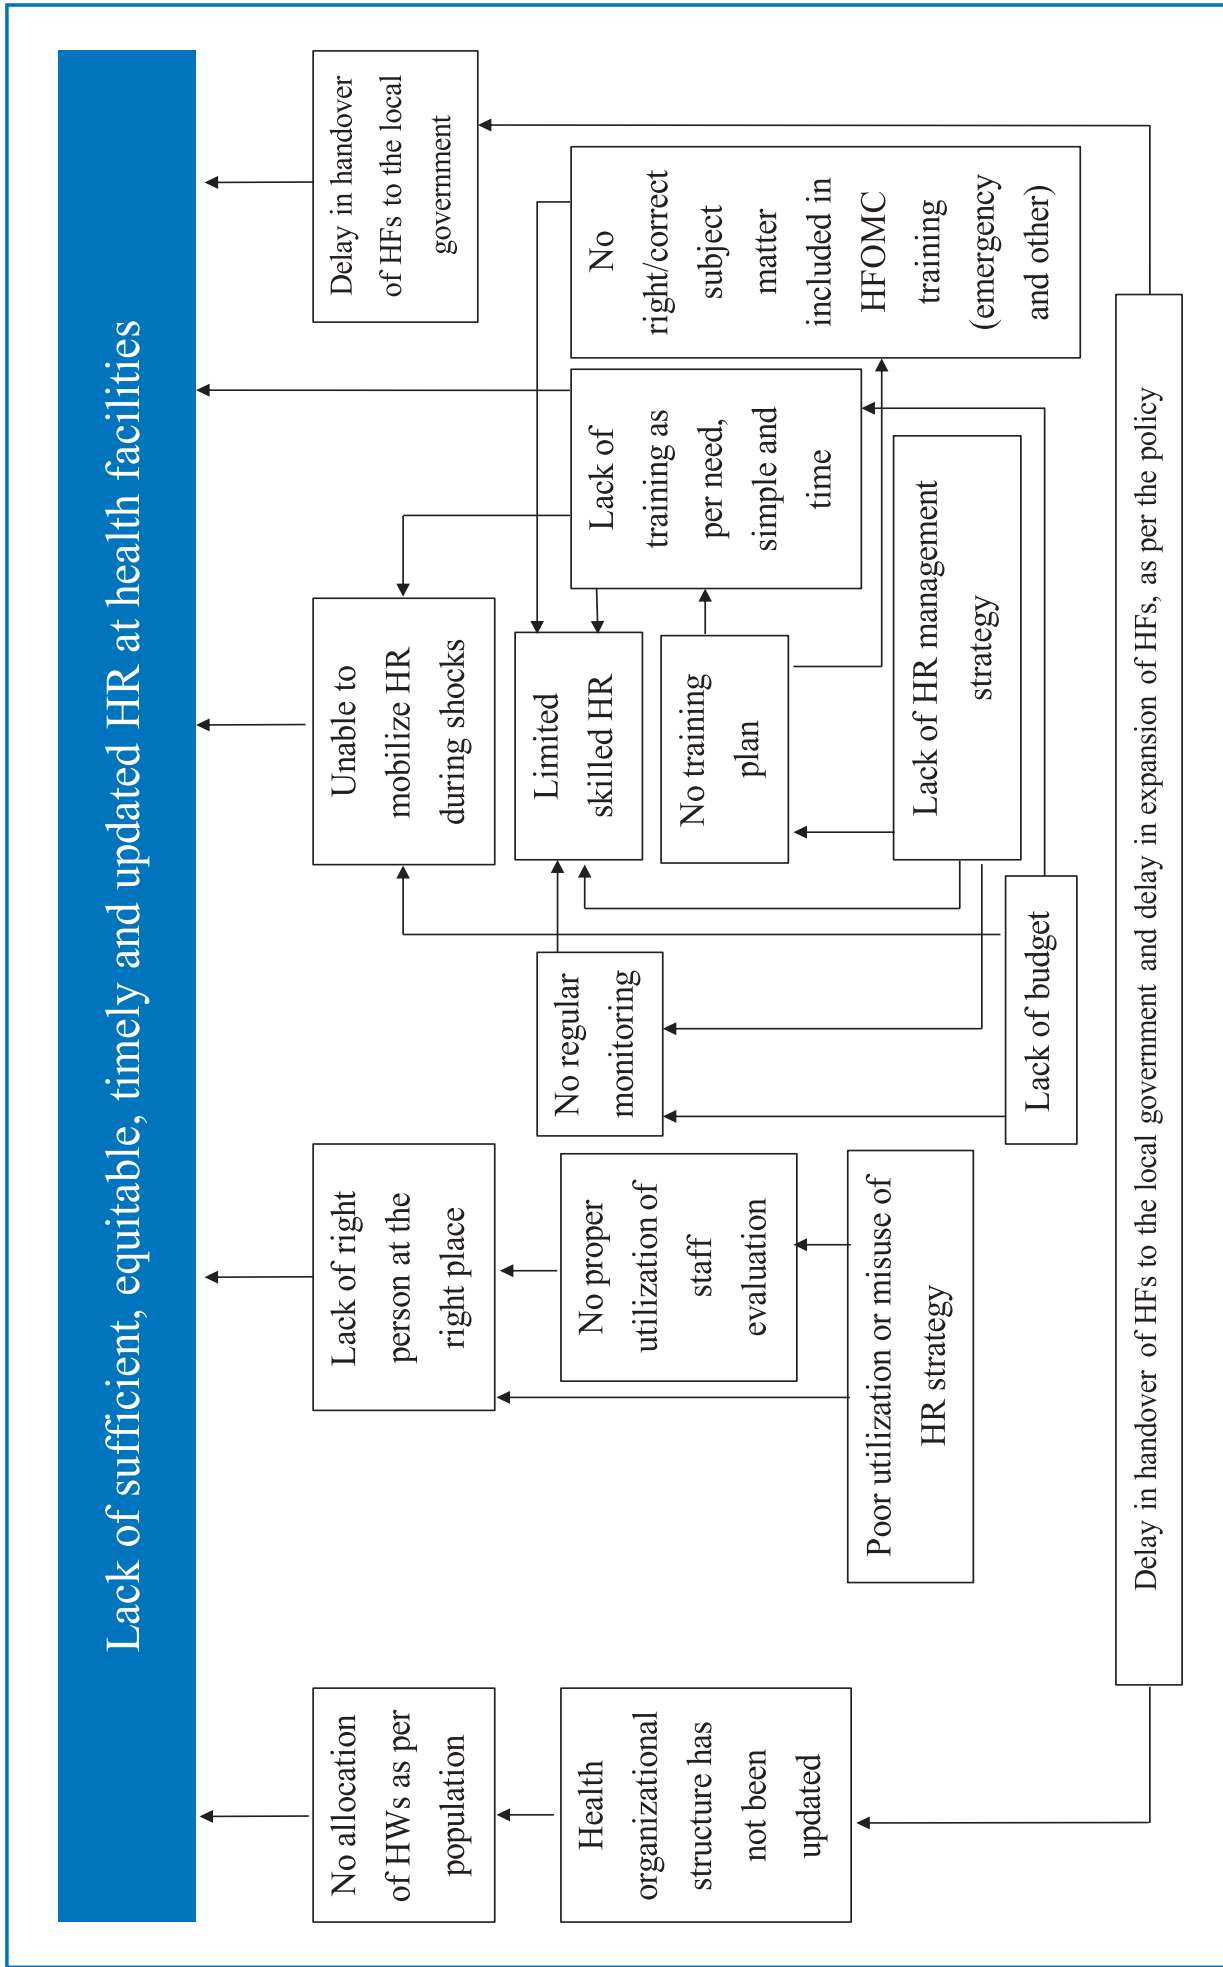 Lack of sufficient, equitable, timely and updated HR at health facilities
No allocation
of HWs as per
population
Lack of right
person at the
right place
Unable to
mobilize HR
during shocks
Delay in handover
of HFs to the local
government
Health
organizational
structure has
not been
updated
No proper
utilization of
staff
evaluation
No regular
monitoring
Limited
skilled HR
Lack of
training as
per need,
simple and
time
No
right/correct
subject
matter
included in
HFOMC
training
(emergency
and other)
No training
plan
Poor utilization or misuse of
HR strategy
Lack of HR management
strategy
Lack of budget
Delay in handover of HFs to the local government and delay in expansion of HFs, as per the policy